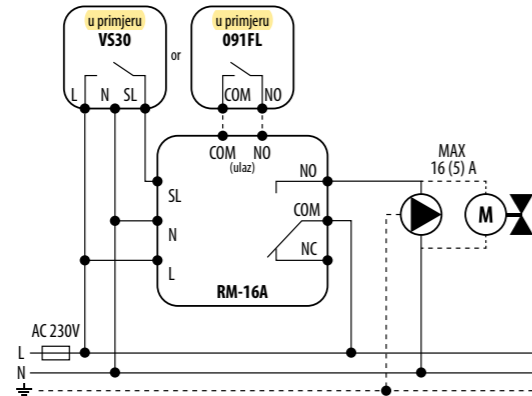 u primjeru
VS30
or
u primjeru
091FL
L N SL
COM NO
COM NO
(ulaz)
MAX
16 (5) A
NO
SL
COM
M
N
NC
L
RM-16A
AC 230V
L
N